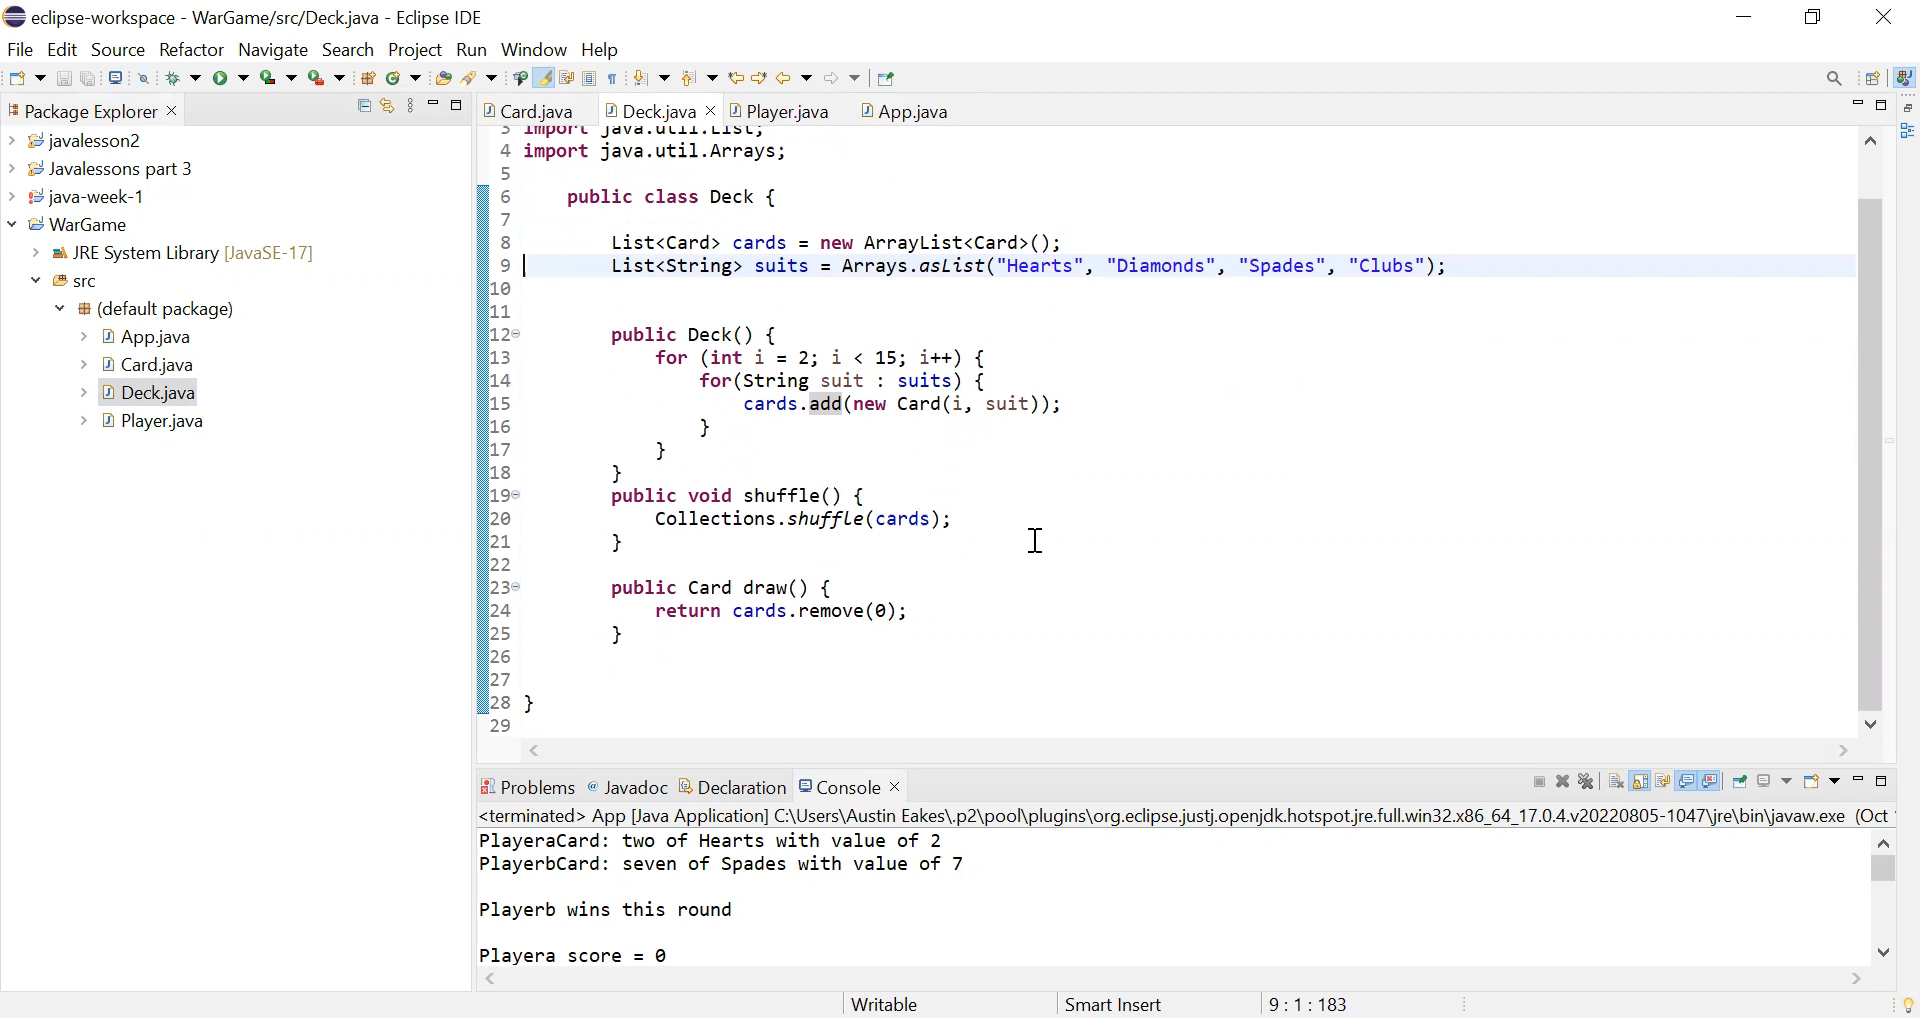 eclipse-workspace - WarGame/src/Deck.java - Eclipse IDE
File Edit Source Refactor Navigate Search Project Run Window Help
Package Explorer
Card.java Deck.java Player.java App.java
javalesson2
Javalessons part 3
java-week-1
WarGame
JRE System Library [JavaSE-17]
src
(default package)
App.java
Card.java
Deck.java
Player.java
3 import java.util.List;
4 import java.util.Arrays;
5
6 public class Deck {
7
8 List<Card> cards = new ArrayList<Card>();
9 List<String> suits = Arrays.asList("Hearts", "Diamonds", "Spades", "Clubs");
10
11
12 public Deck() {
13 for (int i = 2; i < 15; i++) {
14 for(String suit : suits) {
15 cards.add(new Card(i, suit));
16 }
17 }
18 }
19 public void shuffle() {
20 Collections.shuffle(cards);
21 }
22
23 public Card draw() {
24 return cards.remove(0);
25 }
26
27
28 }
29
Problems Javadoc Declaration Console
<terminated> App [Java Application] C:\Users\Austin Eakes\.p2\pool\plugins\org.eclipse.justj.openjdk.hotspot.jre.full.win32.x86_64_17.0.4.v20220805-1047\jre\bin\javaw.exe (Oct
PlayeraCard: two of Hearts with value of 2
PlayerbCard: seven of Spades with value of 7
Playerb wins this round
Playera score = 0
Writable Smart Insert 9 : 1 : 183